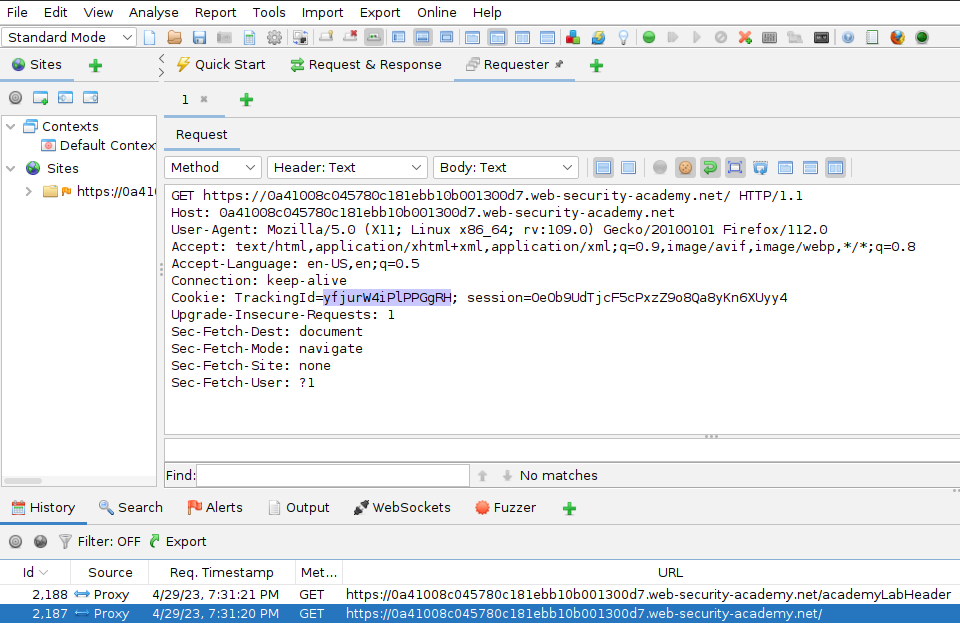 File Edit View Analyse Report Tools Import Export Online Help
Standard Mode
Sites
Quick Start Request & Response Requester
1
Request
Contexts
Default Contex
Sites
https://0a41
Method Header: Text Body: Text
GET https://0a41008c045780c181ebb10b001300d7.web-security-academy.net/ HTTP/1.1
Host: 0a41008c045780c181ebb10b001300d7.web-security-academy.net
User-Agent: Mozilla/5.0 (X11; Linux x86_64; rv:109.0) Gecko/20100101 Firefox/112.0
Accept: text/html,application/xhtml+xml,application/xml;q=0.9,image/avif,image/webp,*/*;q=0.8
Accept-Language: en-US,en;q=0.5
Connection: keep-alive
Cookie: TrackingId=yfjurW4iPlPPGgRH; session=OeOb9UdTjcF5cPxzZ9o8Qa8yKn6XUyy4
Upgrade-Insecure-Requests: 1
Sec-Fetch-Dest: document
Sec-Fetch-Mode: navigate
Sec-Fetch-Site: none
Sec-Fetch-User: ?1
Find: No matches
History Search Alerts Output WebSockets Fuzzer
Filter: OFF Export
Id Source Req. Timestamp Met... URL
2,188 Proxy 4/29/23, 7:31:21 PM GET https://0a41008c045780c181ebb10b001300d7.web-security-academy.net/academyLabHeader
2,187 Proxy 4/29/23, 7:31:20 PM GET https://0a41008c045780c181ebb10b001300d7.web-security-academy.net/